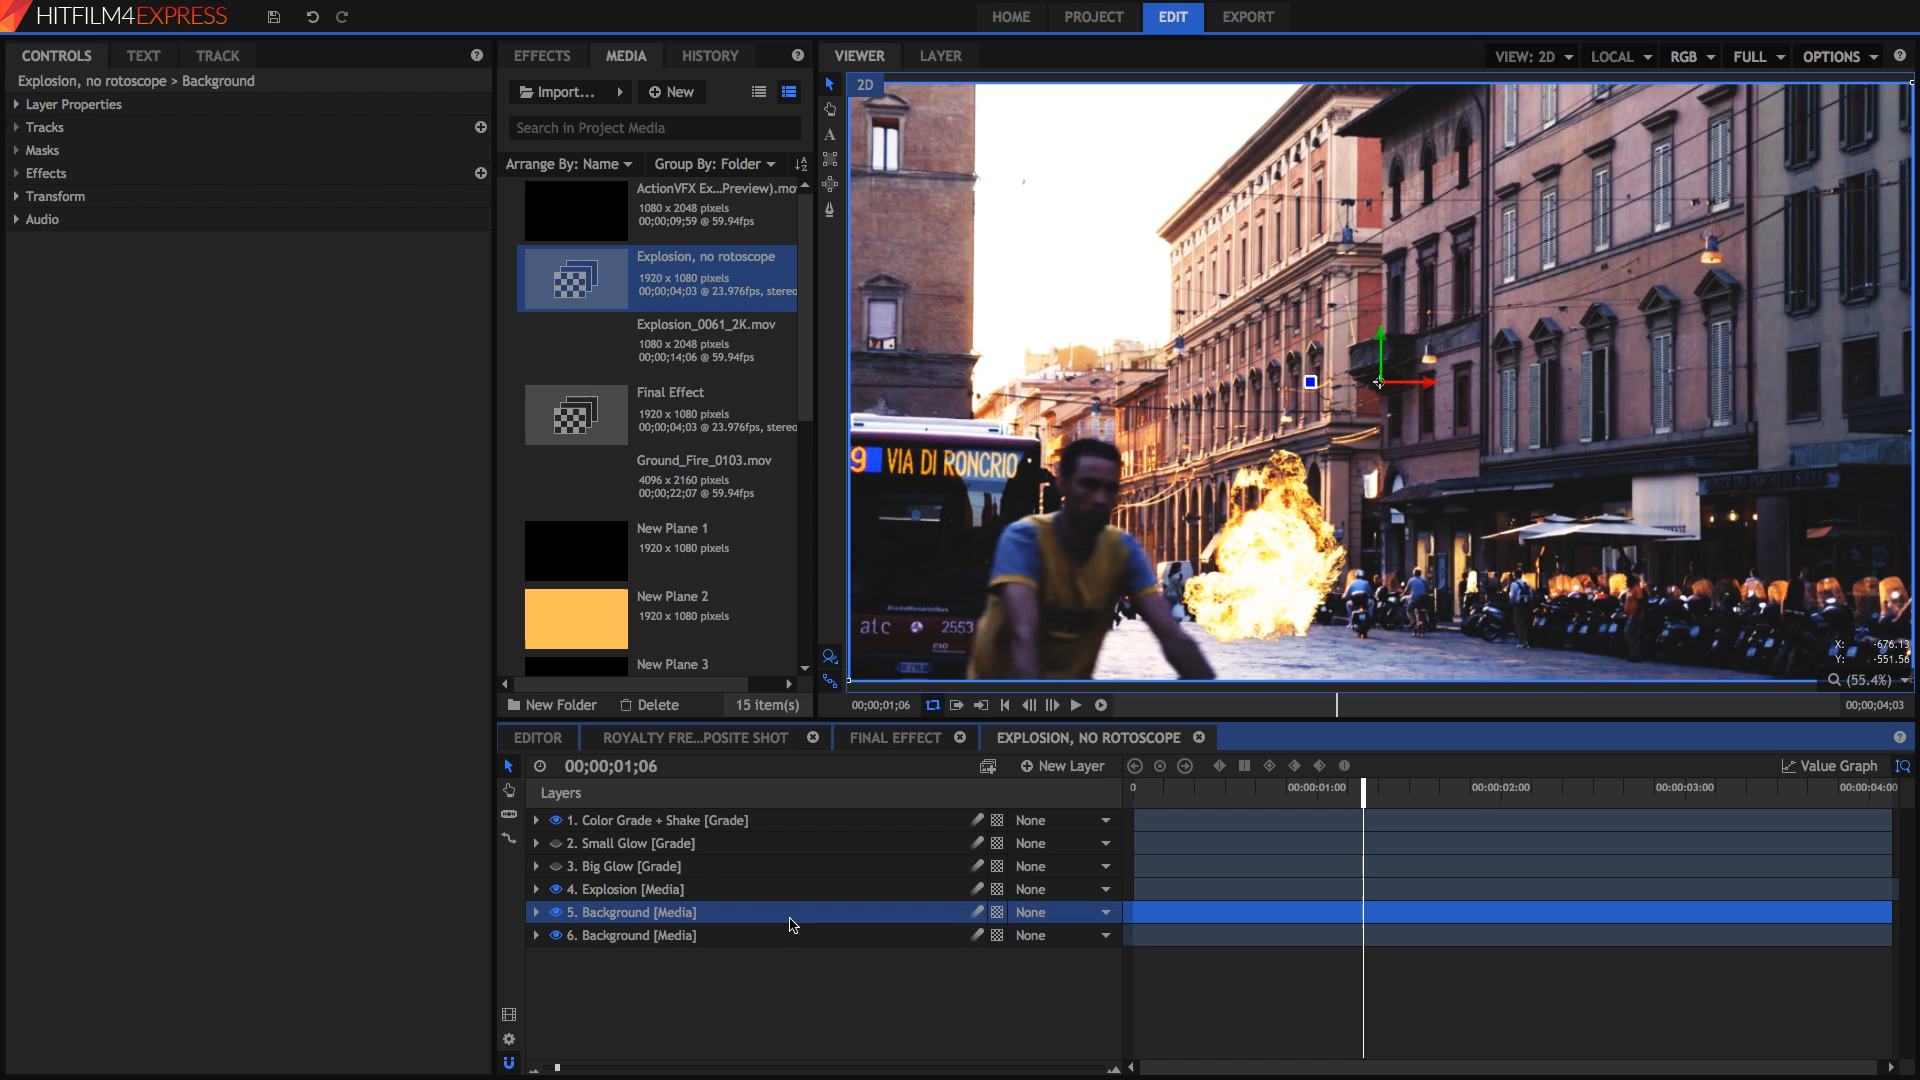 HITFILM4EXPRESS
HOME
PROJECT
EDIT
EXPORT
CONTROLS
TEXT
TRACK
Explosion, no rotoscope > Background
Layer Properties
Tracks
Masks
Effects
Transform
Audio
EFFECTS
MEDIA
HISTORY
Import...
New
Search in Project Media
Arrange By: Name
Group By: Folder
ActionVFX Ex...Preview).mo
1080 x 2048 pixels
00;00;09;59 @ 59.94fps
Explosion, no rotoscope
1920 x 1080 pixels
00;00;04;03 @ 23.976fps, stereo
Explosion_0061_2K.mov
1080 x 2048 pixels
00;00;14;06 @ 59.94fps
Final Effect
1920 x 1080 pixels
00;00;04;03 @ 23.976fps, stereo
Ground_Fire_0103.mov
4096 x 2160 pixels
00;00;22;07 @ 59.94fps
New Plane 1
1920 x 1080 pixels
New Plane 2
1920 x 1080 pixels
New Plane 3
New Folder
Delete
15 item(s)
VIEWER
LAYER
VIEW: 2D
LOCAL
RGB
FULL
OPTIONS
2D
9 VIA DI RONCRIO
atc 2553
X: -676.13
Y: -551.56
(55.4%)
00;00;01;06
00;00;04;03
EDITOR
ROYALTY FRE...POSITE SHOT
FINAL EFFECT
EXPLOSION, NO ROTOSCOPE
00;00;01;06
New Layer
Value Graph
Layers
0
00:00:01:00
00:00:02:00
00:00:03:00
00:00:04:00
1. Color Grade + Shake [Grade] None
2. Small Glow [Grade] None
3. Big Glow [Grade] None
4. Explosion [Media] None
5. Background [Media] None
6. Background [Media] None